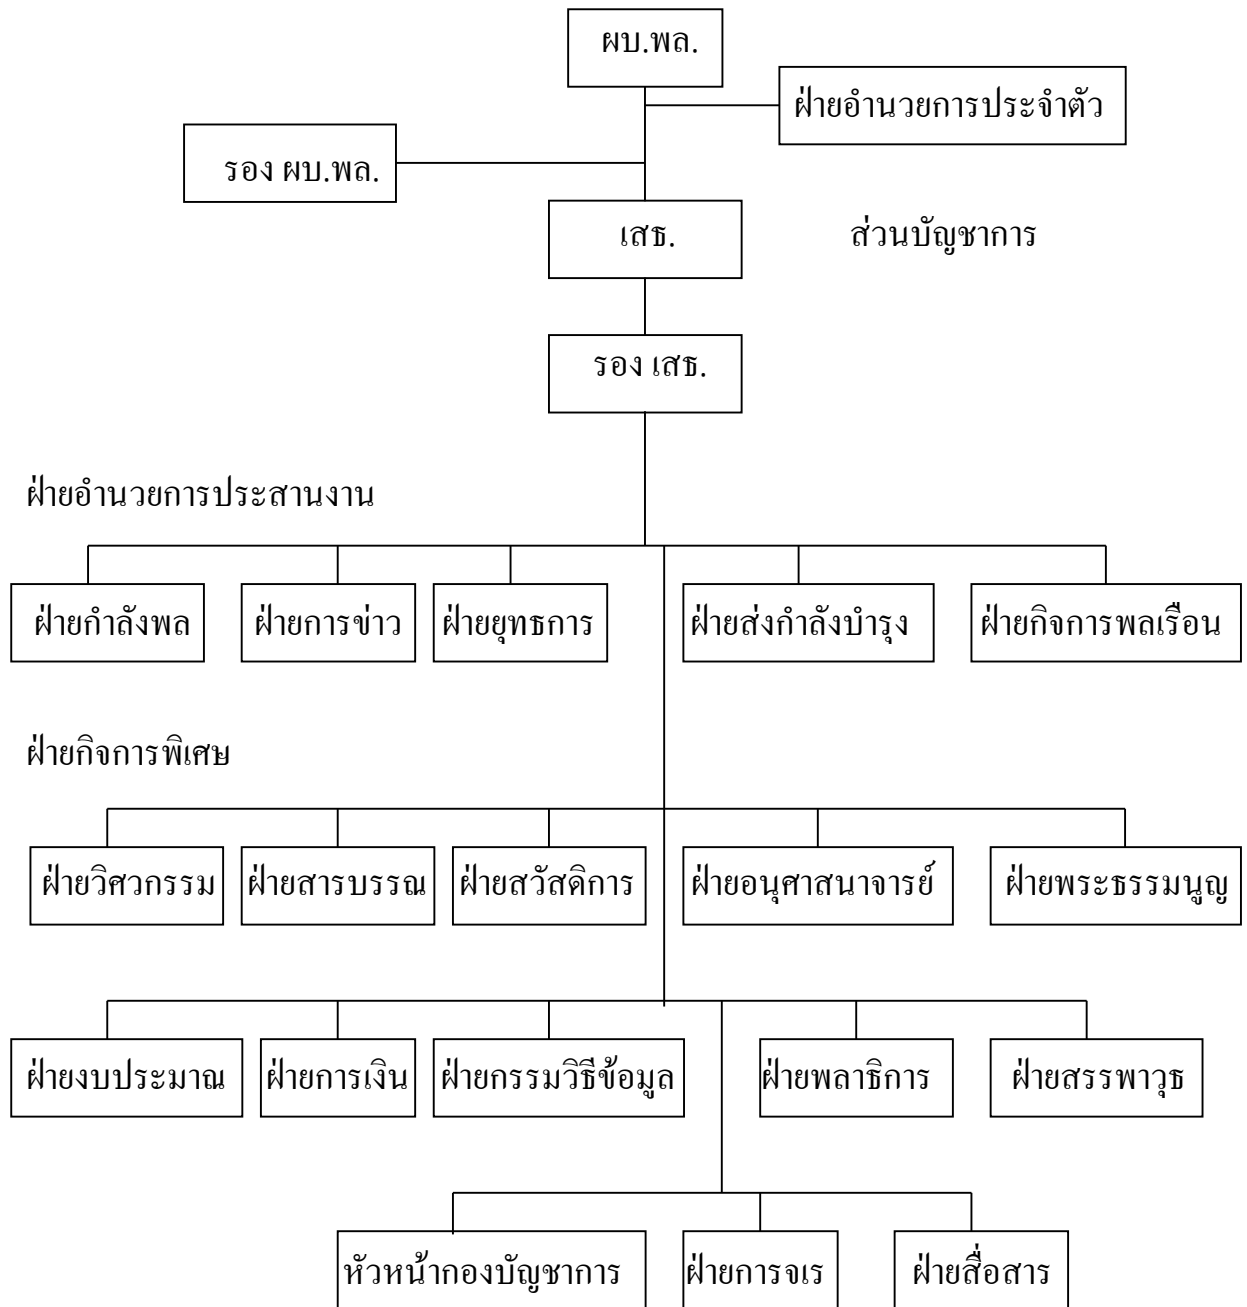 ผบ.พล.
ฝ่ายอำนวยการประจำตัว
รอง ผบ.พล.
เสธ.
ส่วนบัญชาการ
รอง เสธ.
ฝ่ายอำนวยการประสานงาน
ฝ่ายกำลังพล
ฝ่ายการข่าว
ฝ่ายยุทธการ
ฝ่ายส่งกำลังบำรุง
ฝ่ายกิจการพลเรือน
ฝ่ายกิจการพิเศษ
ฝ่ายวิศวกรรม
ฝ่ายสารบรรณ
ฝ่ายสวัสดิการ
ฝ่ายอนุศาสนาจารย์
ฝ่ายพระธรรมนูญ
ฝ่ายงบประมาณ
ฝ่ายการเงิน
ฝ่ายกรรมวิธีข้อมูล
ฝ่ายพลาธิการ
ฝ่ายสรรพาวุธ
หัวหน้ากองบัญชาการ
ฝ่ายการจเร
ฝ่ายสื่อสาร